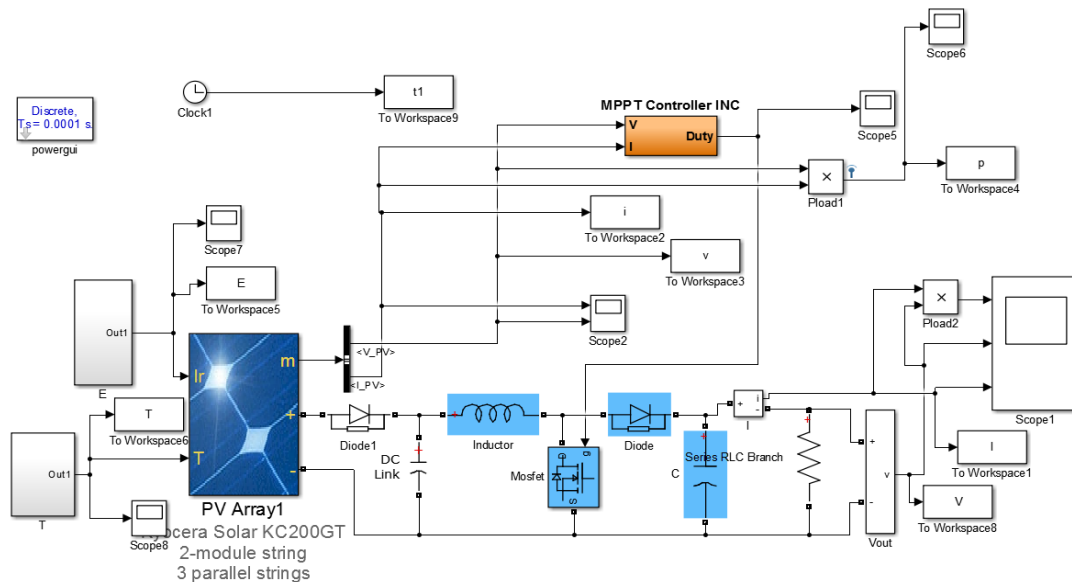 Scope6
t1
Clock1
To Workspace9
Discrete,
Ts = 0.0001 s.
powergui
MPPT Controller INC
V
I
Duty
Scope5
×
Pload1
p
To Workspace4
i
To Workspace2
v
To Workspace3
Scope7
E
To Workspace5
Out1
E
Scope2
<V_PV>
<I_PV>
×
Pload2
Scope1
Ir
m
T
+
-
PV Array1
T
To Workspace6
Out1
T
Scope8
Diode1
+
DC
Link
+
Inductor
g
D
S
Mosfet
Diode
+
Series RLC Branch
C
+
-
i
I
+
+
-
v
Vout
I
To Workspace1
V
To Workspace8
Solar KC200GT
2-module string
3 parallel strings